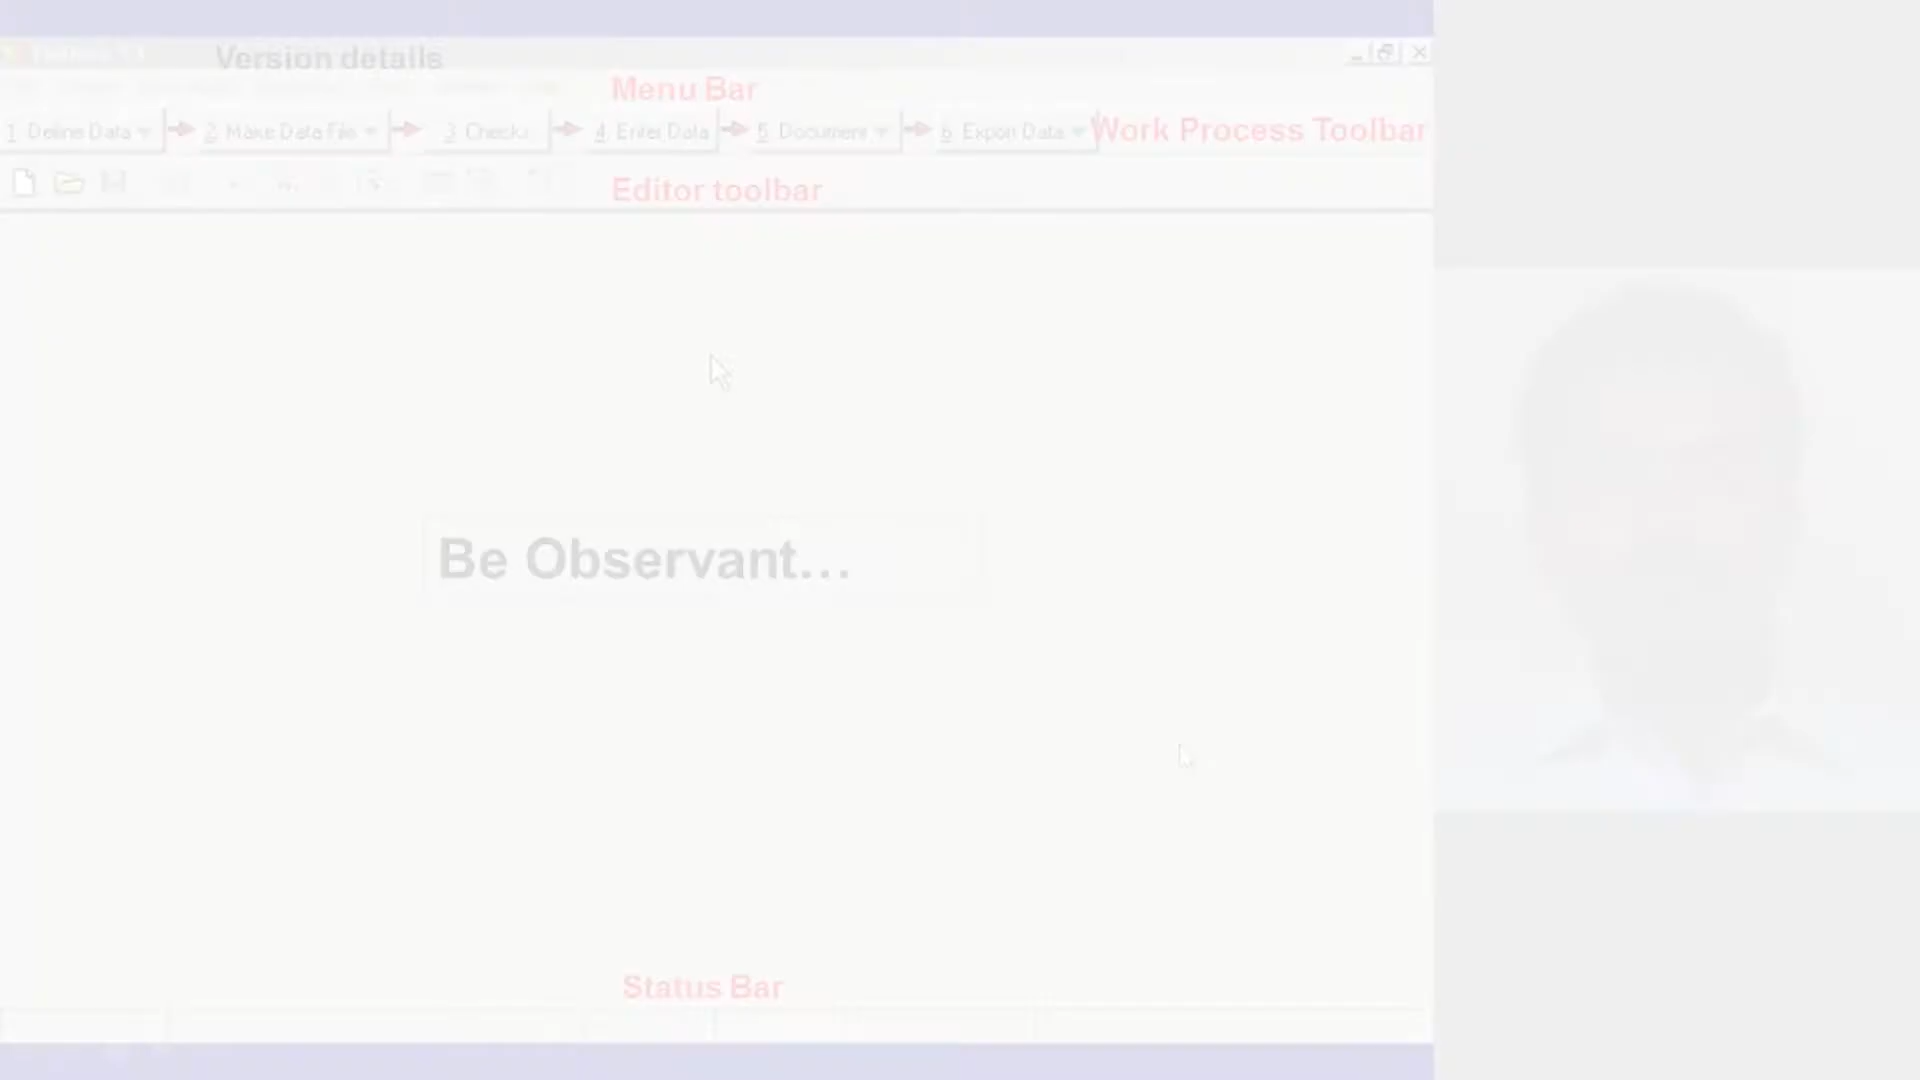 Version details
Menu Bar
1. Define Data 2. Make Data File 3. Checks 4. Enter Data 5. Document 6. Export Data Work Process Toolbar
Editor toolbar
Be Observant...
Status Bar